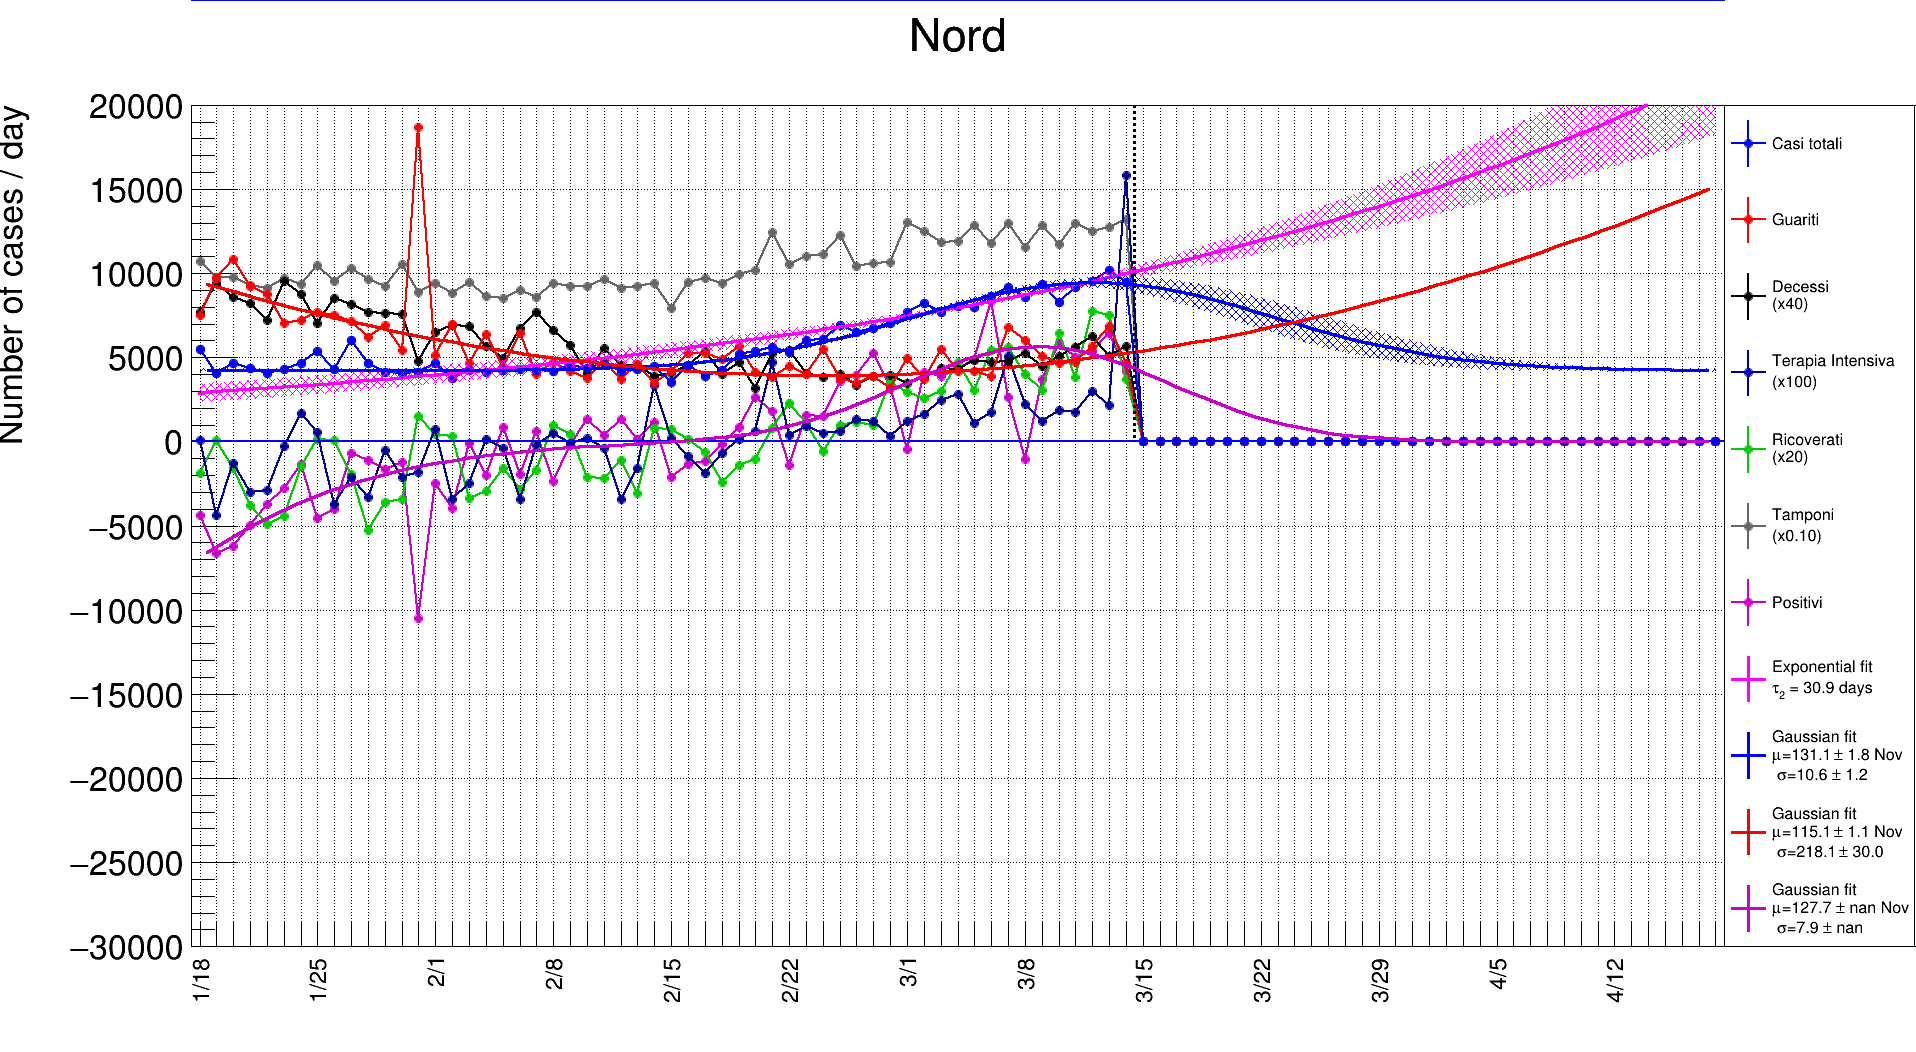 Nord
Number of cases / day
20000
15000
10000
5000
0
−5000
−10000
−15000
−20000
−25000
−30000
1/18
1/25
2/1
2/8
2/15
2/22
3/1
3/8
3/15
3/22
3/29
4/5
4/12
Casi totali
Guariti
Decessi
(x40)
Terapia Intensiva
(x100)
Ricoverati
(x20)
Tamponi
(x0.10)
Positivi
Exponential fit
τ2 = 30.9 days
Gaussian fit
μ=131.1 ± 1.8 Nov
σ=10.6 ± 1.2
Gaussian fit
μ=115.1 ± 1.1 Nov
σ=218.1 ± 30.0
Gaussian fit
μ=127.7 ± nan Nov
σ=7.9 ± nan